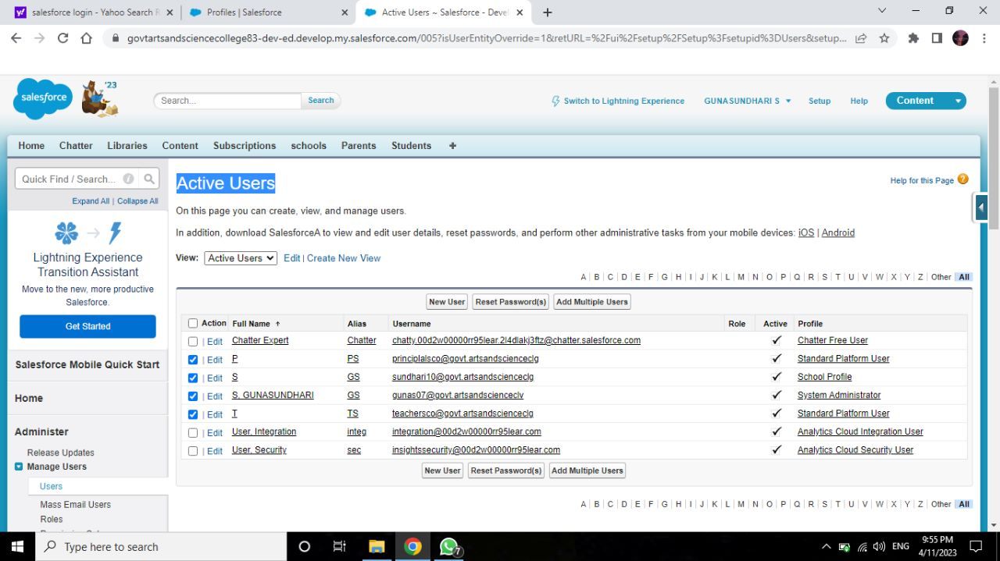 salesforce login - Yahoo Search R
Profiles | Salesforce
Active Users ~ Salesforce - Devel
govtartsandsciencecollege83-dev-ed.develop.my.salesforce.com/005?isUserEntityOverride=1&retURL=%2Fui%2Fsetup%2FSetup%3Fsetupid%3DUsers&setup...
salesforce
'23
Search...
Search
Switch to Lightning Experience
GUNASUNDHARI S
Setup
Help
Content
Home Chatter Libraries Content Subscriptions schools Parents Students +
Quick Find / Search...
Expand All | Collapse All
Lightning Experience
Transition Assistant
Move to the new, more productive
Salesforce.
Get Started
Salesforce Mobile Quick Start
Home
Administer
Release Updates
Manage Users
Users
Mass Email Users
Roles
Active Users
Help for this Page ?
On this page you can create, view, and manage users.
In addition, download SalesforceA to view and edit user details, reset passwords, and perform other administrative tasks from your mobile devices: iOS | Android
View: Active Users Edit | Create New View
A | B | C | D | E | F | G | H | I | J | K | L | M | N | O | P | Q | R | S | T | U | V | W | X | Y | Z | Other All
New User Reset Password(s) Add Multiple Users
Action Full Name Alias Username Role Active Profile
| Edit Chatter Expert Chatter chatty.00d2w00000rr95lear.2l4dlakj3ftz@chatter.salesforce.com Chatter Free User
| Edit P PS principlalsco@govt.artsandscienceclg Standard Platform User
| Edit S GS sundhari10@govt.artsandscienceclg School Profile
| Edit S, GUNASUNDHARI GS gunas07@govt.artsandscienceclv System Administrator
| Edit T TS teachersco@govt.artsandscienceclg Standard Platform User
| Edit User, Integration integ integration@00d2w00000rr95lear.com Analytics Cloud Integration User
| Edit User, Security sec insightssecurity@00d2w00000rr95lear.com Analytics Cloud Security User
New User Reset Password(s) Add Multiple Users
A | B | C | D | E | F | G | H | I | J | K | L | M | N | O | P | Q | R | S | T | U | V | W | X | Y | Z | Other All
Type here to search
7
ENG
9:55 PM
4/11/2023